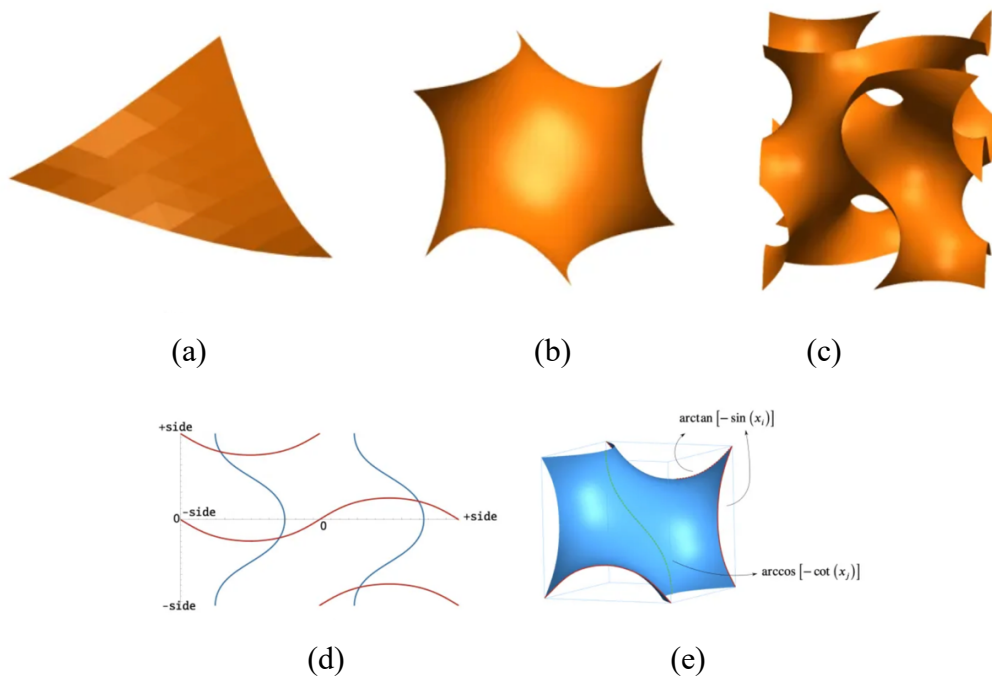 (a)
(b)
(c)
+side
0
-side
0
+side
-side
arctan [− sin (xᵢ)]
arccos [− cot (xⱼ)]
(d)
(e)